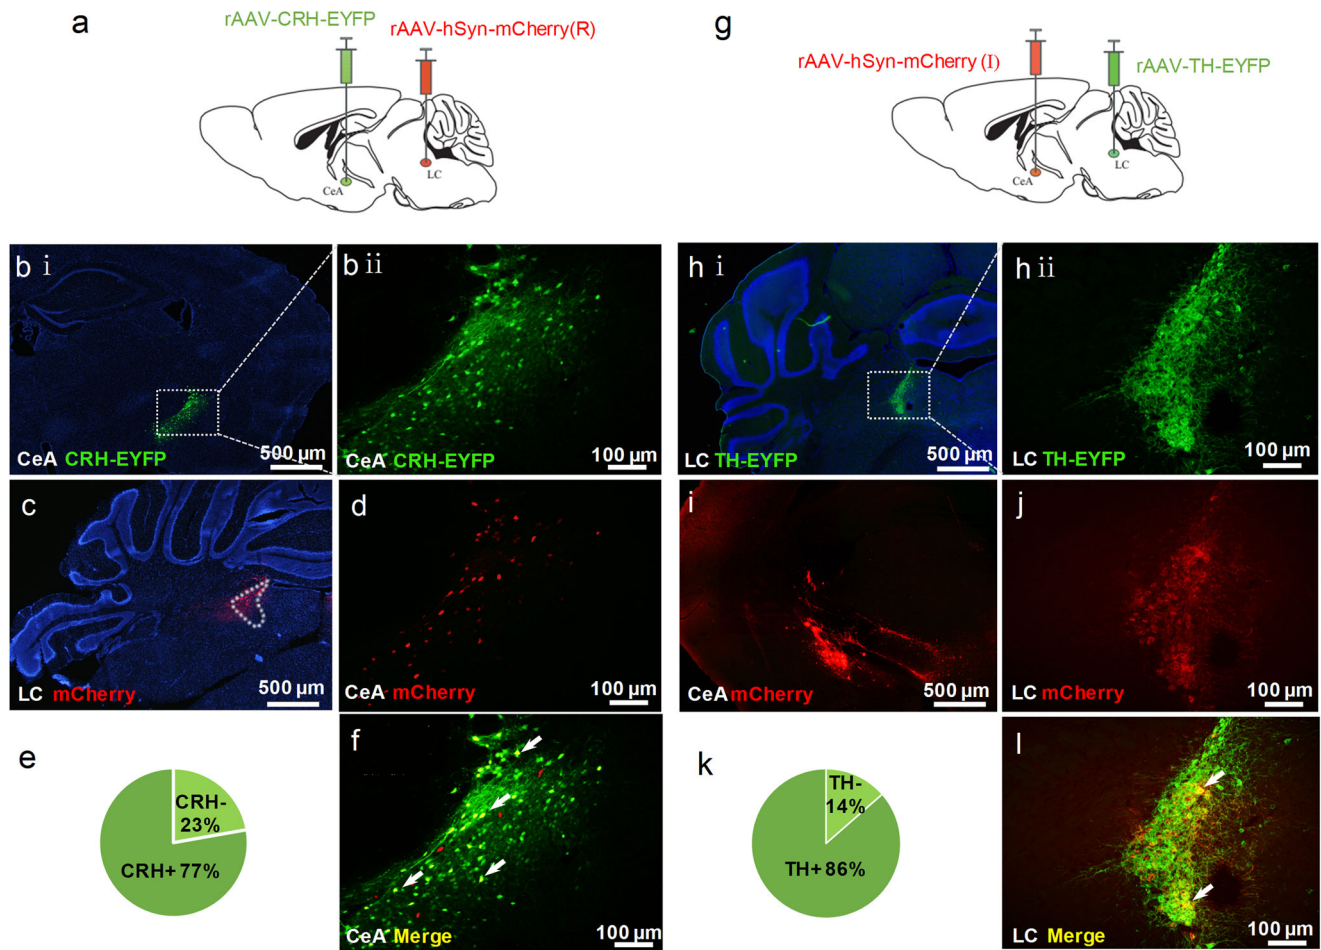 a
rAAV-CRH-EYFP
rAAV-hSyn-mCherry(R)
CeA
LC
g
rAAV-hSyn-mCherry (I)
rAAV-TH-EYFP
CeA
LC
b i
CeA CRH-EYFP
500 µm
b ii
CeA CRH-EYFP
100 µm
h i
LC TH-EYFP
500 µm
h ii
LC TH-EYFP
100 µm
c
LC mCherry
500 µm
d
CeA mCherry
100 µm
i
CeA mCherry
500 µm
j
LC mCherry
100 µm
e
CRH-
23%
CRH+ 77%
f
CeA Merge
100 µm
k
TH-
14%
TH+ 86%
l
LC Merge
100 µm